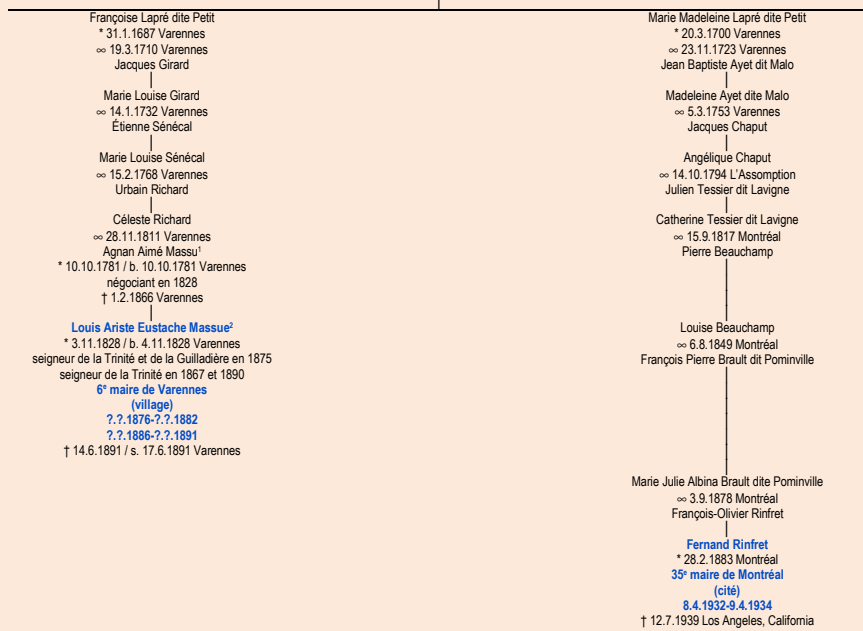 Françoise Lapré dite Petit
* 31.1.1687 Varennes
∞ 19.3.1710 Varennes
Jacques Girard
Marie Louise Girard
∞ 14.1.1732 Varennes
Étienne Sénécal
Marie Louise Sénécal
∞ 15.2.1768 Varennes
Urbain Richard
Céleste Richard
∞ 28.11.1811 Varennes
Agnan Aimé Massu¹
* 10.10.1781 / b. 10.10.1781 Varennes
négociant en 1828
† 1.2.1866 Varennes
Louis Ariste Eustache Massue²
* 3.11.1828 / b. 4.11.1828 Varennes
seigneur de la Trinité et de la Guilladière en 1875
seigneur de la Trinité en 1867 et 1890
6ᵉ maire de Varennes
(village)
?.?.1876-?.?.1882
?.?.1886-?.?.1891
† 14.6.1891 / s. 17.6.1891 Varennes
Marie Madeleine Lapré dite Petit
* 20.3.1700 Varennes
∞ 23.11.1723 Varennes
Jean Baptiste Ayet dit Malo
Madeleine Ayet dite Malo
∞ 5.3.1753 Varennes
Jacques Chaput
Angélique Chaput
∞ 14.10.1794 L'Assomption
Julien Tessier dit Lavigne
Catherine Tessier dit Lavigne
∞ 15.9.1817 Montréal
Pierre Beauchamp
Louise Beauchamp
∞ 6.8.1849 Montréal
François Pierre Brault dit Pominville
Marie Julie Albina Brault dite Pominville
∞ 3.9.1878 Montréal
François-Olivier Rinfret
Fernand Rinfret
* 28.2.1883 Montréal
35ᵉ maire de Montréal
(cité)
8.4.1932-9.4.1934
† 12.7.1939 Los Angeles, California